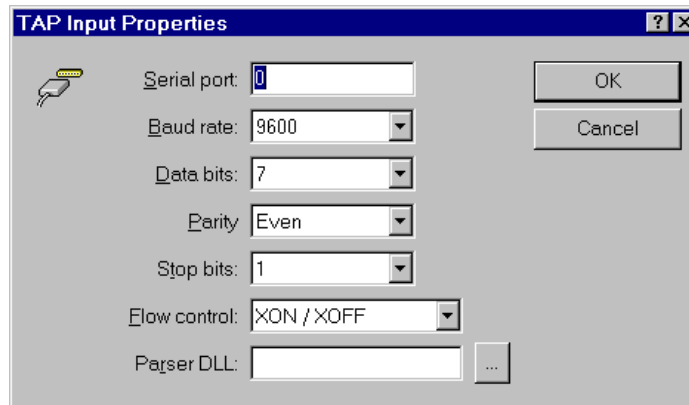 TAP Input Properties ? X
Serial port: 0 OK
Baud rate: 9600 Cancel
Data bits: 7
Parity Even
Stop bits: 1
Flow control: XON / XOFF
Parser DLL: ...